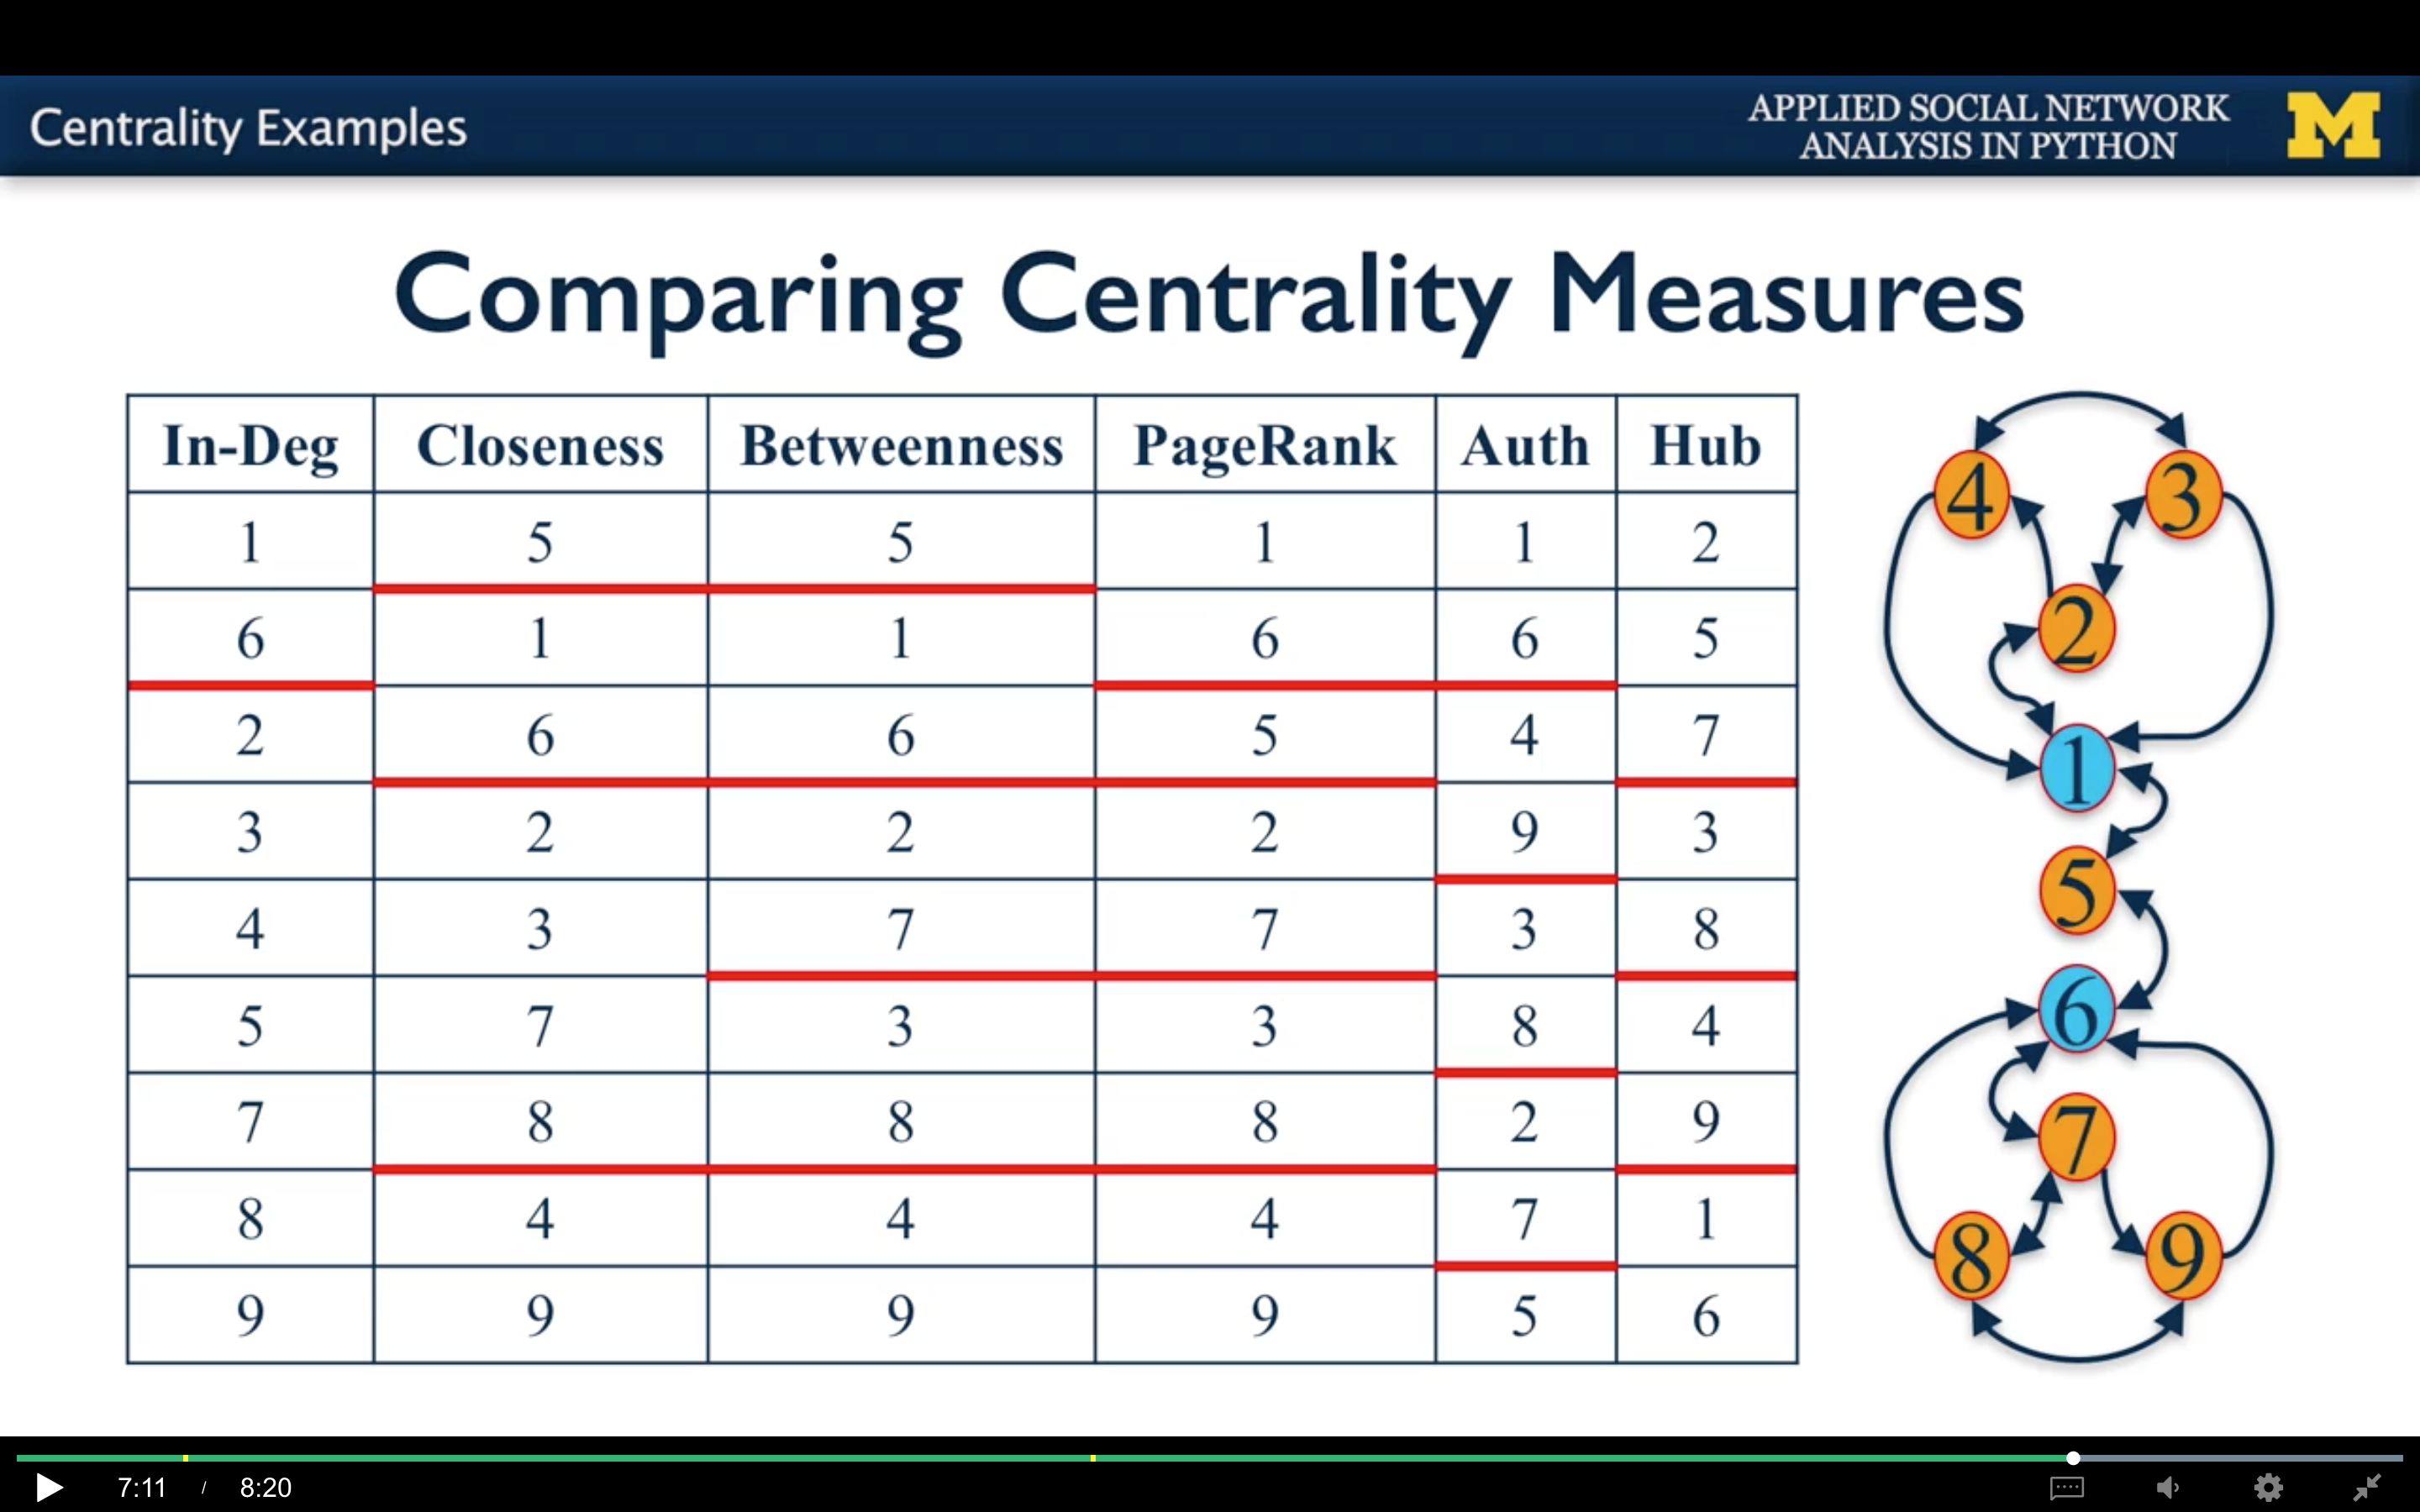 Centrality Examples
APPLIED SOCIAL NETWORK
ANALYSIS IN PYTHON
M
Comparing Centrality Measures
In-Deg Closeness Betweenness PageRank Auth Hub
1 5 5 1 1 2
6 1 1 6 6 5
2 6 6 5 4 7
3 2 2 2 9 3
4 3 7 7 3 8
5 7 3 3 8 4
7 8 8 8 2 9
8 4 4 4 7 1
9 9 9 9 5 6
4 3
2
1
5
6
7
8 9
7:11 / 8:20